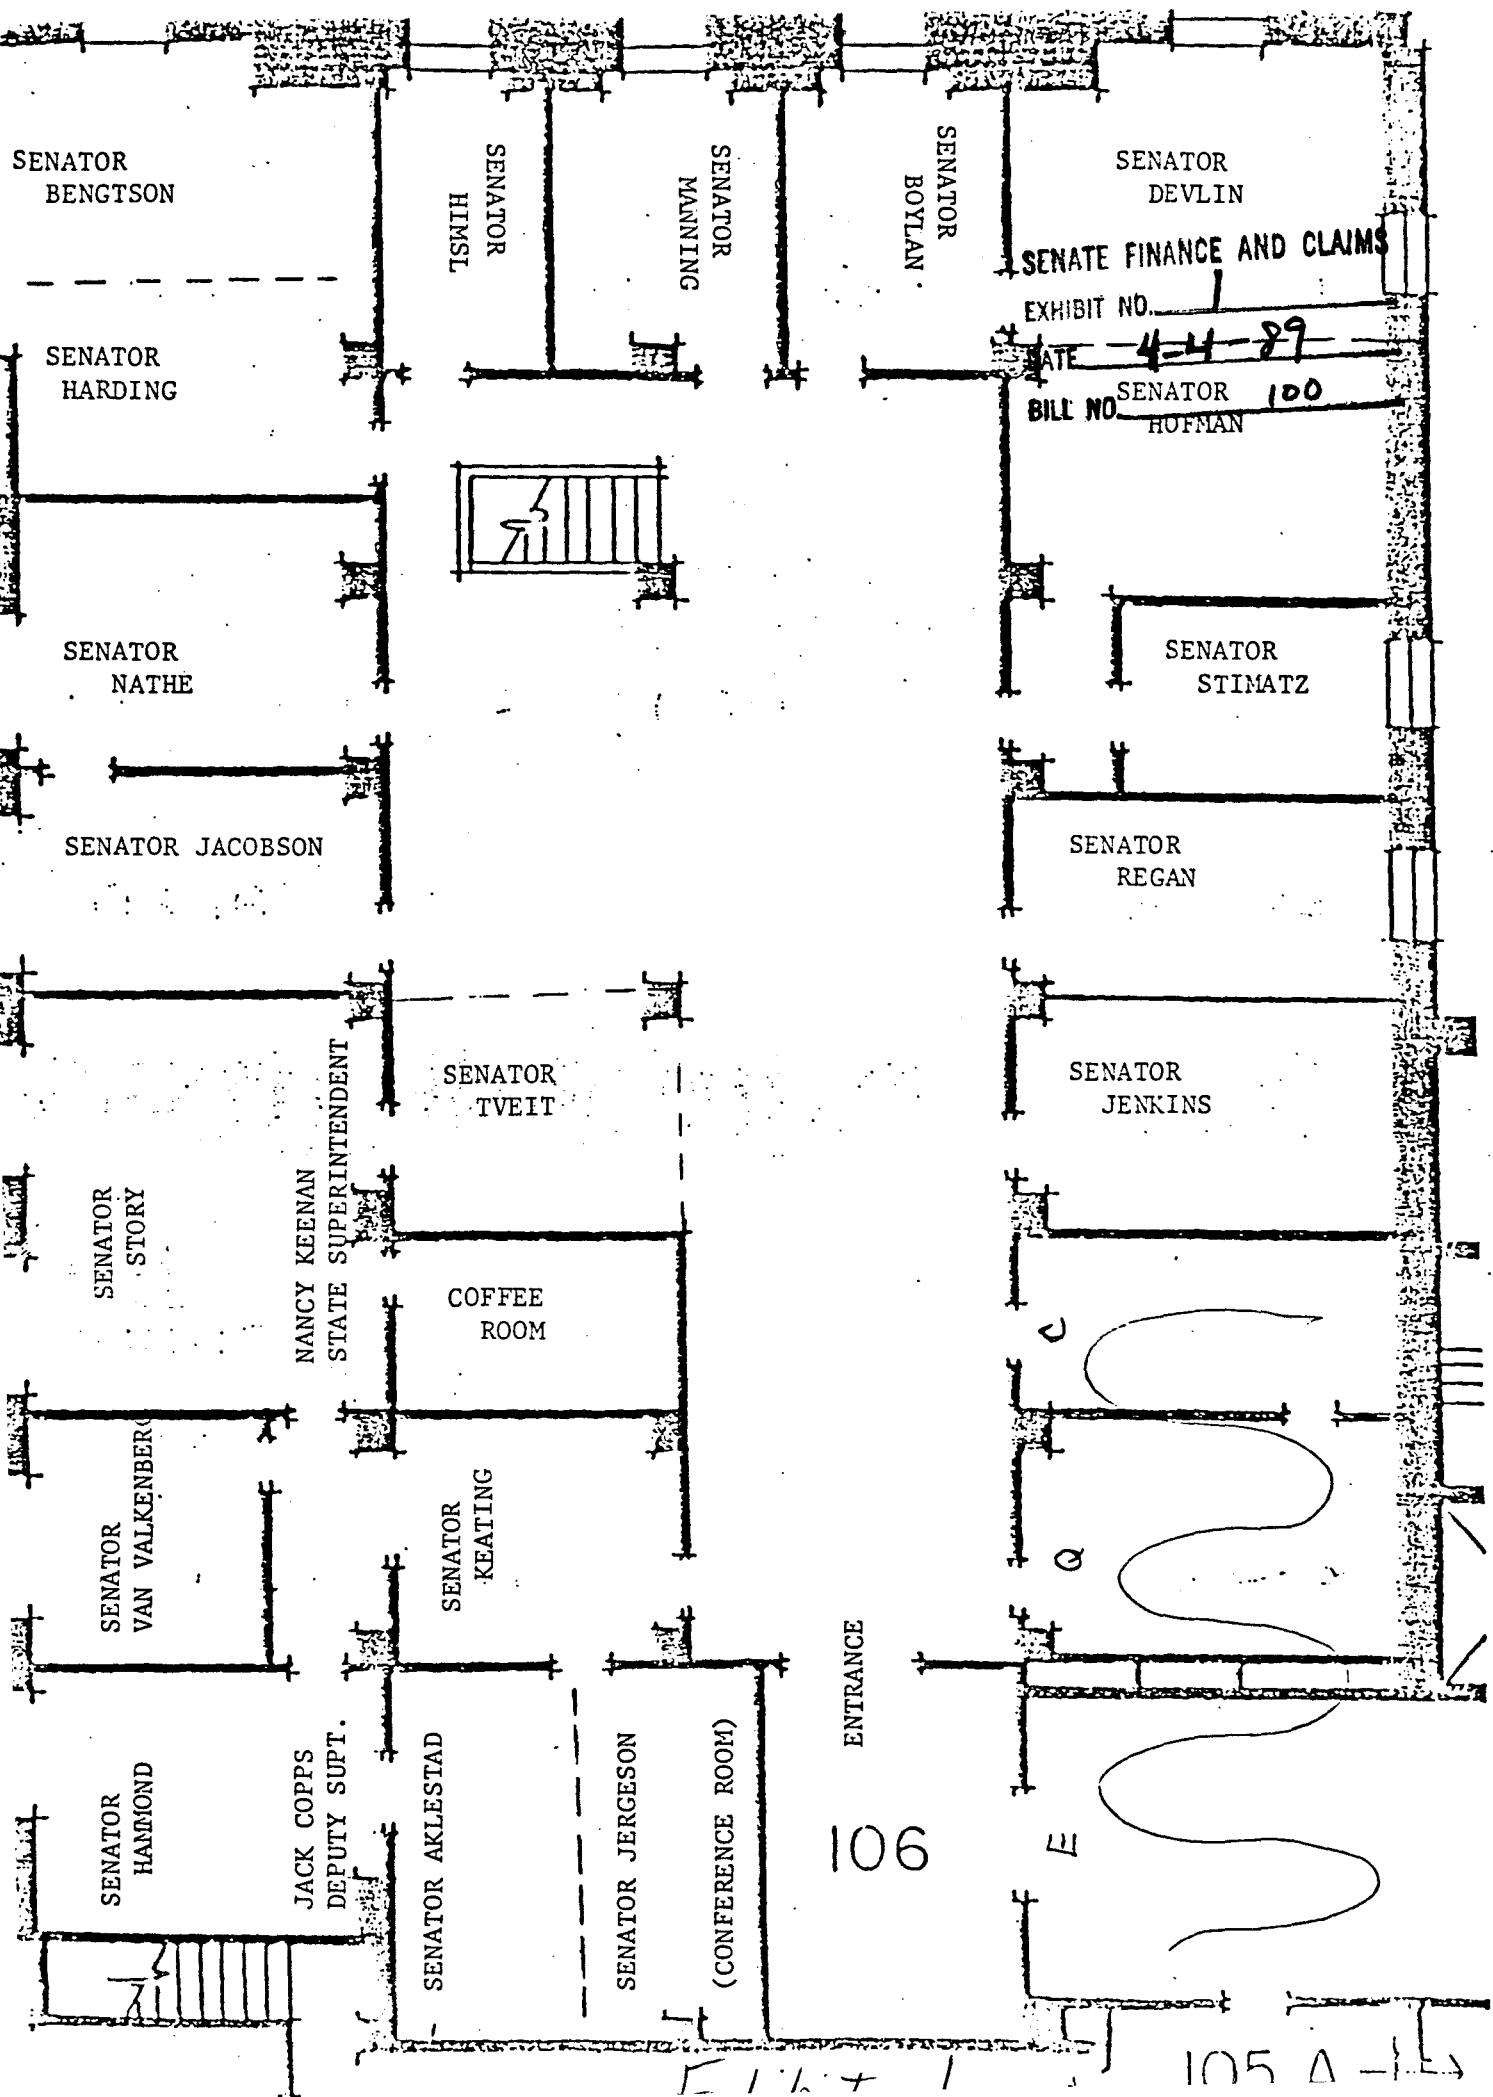 SENATOR
BENGTSON
SENATOR
HIMSL
SENATOR
MANNING
SENATOR
BOYLAN
SENATOR
DEVLIN
SENATE FINANCE AND CLAIMS
EXHIBIT NO. 1
DATE 4-4-89
BILL NO. 100
SENATOR
HOFMAN
SENATOR
HARDING
SENATOR
NATHE
SENATOR
STIMATZ
SENATOR JACOBSON
SENATOR
REGAN
SENATOR
TVEIT
SENATOR
JENKINS
SENATOR
STORY
NANCY KEENAN
STATE SUPERINTENDENT
COFFEE
ROOM
C
SENATOR
VAN VALKENBERG
SENATOR
KEATING
Q
SENATOR
HAMMOND
JACK COPPS
DEPUTY SUPT.
SENATOR AKLESTAD
SENATOR JERGESON
(CONFERENCE ROOM)
ENTRANCE
106
E
105 A